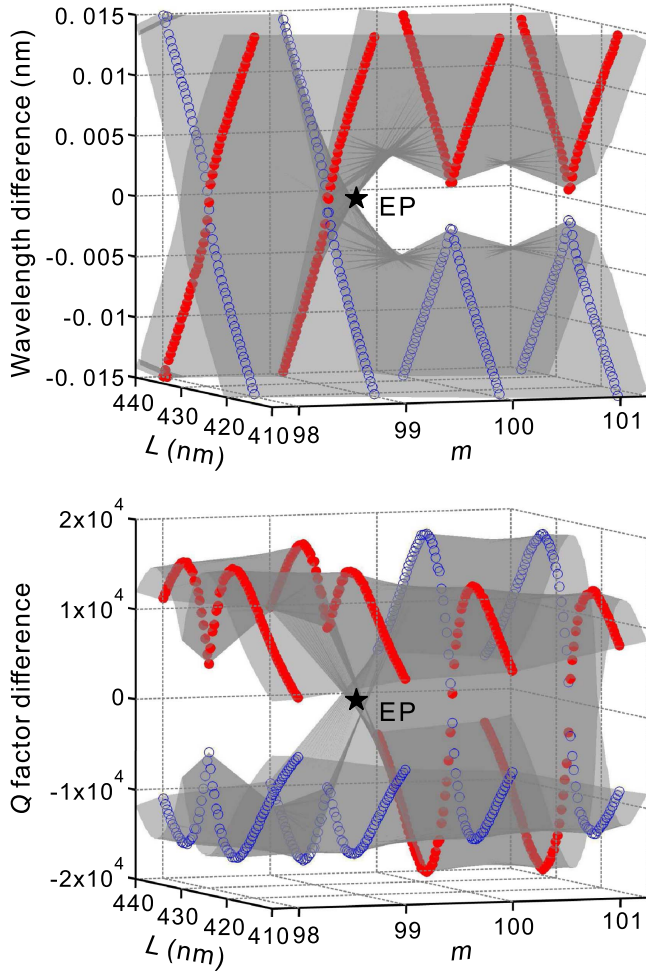 Wavelength difference (nm)
0.015
0.01
0.005
0
-0.005
-0.01
-0.015
EP
440
430
420
410
L (nm)
98
99
100
101
m
Q factor difference
2x10^4
1x10^4
0
-1x10^4
-2x10^4
EP
440
430
420
410
L (nm)
98
99
100
101
m